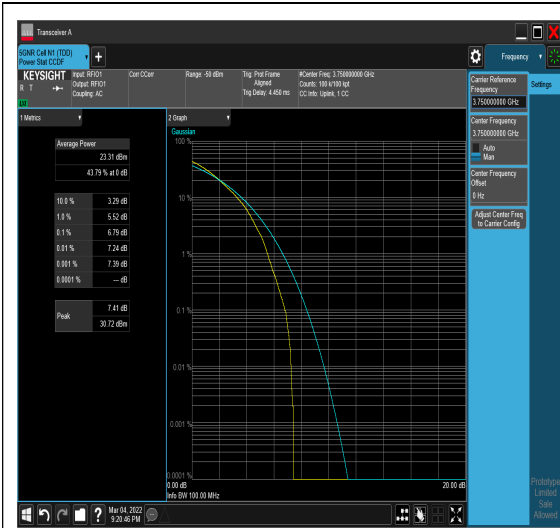 Transceiver A
5GNR Cell N1 (TDD)
Power Stat CCDF
Frequency
KEYSIGHT
R T
LXI
Input: RFIO1
Output: RFIO1
Coupling: AC
Corr CCorr
Range: -50 dBm
Trig: Prot Frame
Aligned
Trig Delay: 4.450 ms
#Center Freq: 3.750000000 GHz
Counts: 100 k/100 kpt
CC Info: Uplink, 1 CC
1 Metrics
Average Power
23.31 dBm
43.79 % at 0 dB
10.0 % 3.29 dB
1.0 % 5.52 dB
0.1 % 6.79 dB
0.01 % 7.24 dB
0.001 % 7.39 dB
0.0001 % --- dB
Peak
7.41 dB
30.72 dBm
2 Graph
Gaussian
100 %
10 %
1 %
0.1 %
0.01 %
0.001 %
0.0001 %
0.00 dB
20.00 dB
Info BW 100.00 MHz
Carrier Reference
Frequency
3.750000000 GHz
Center Frequency
3.750000000 GHz
Auto
Man
Center Frequency
Offset
0 Hz
Adjust Center Freq
to Carrier Config
Settings
Prototype
Limited
Sale
Allowed
?
Mar 04, 2022
9:20:46 PM